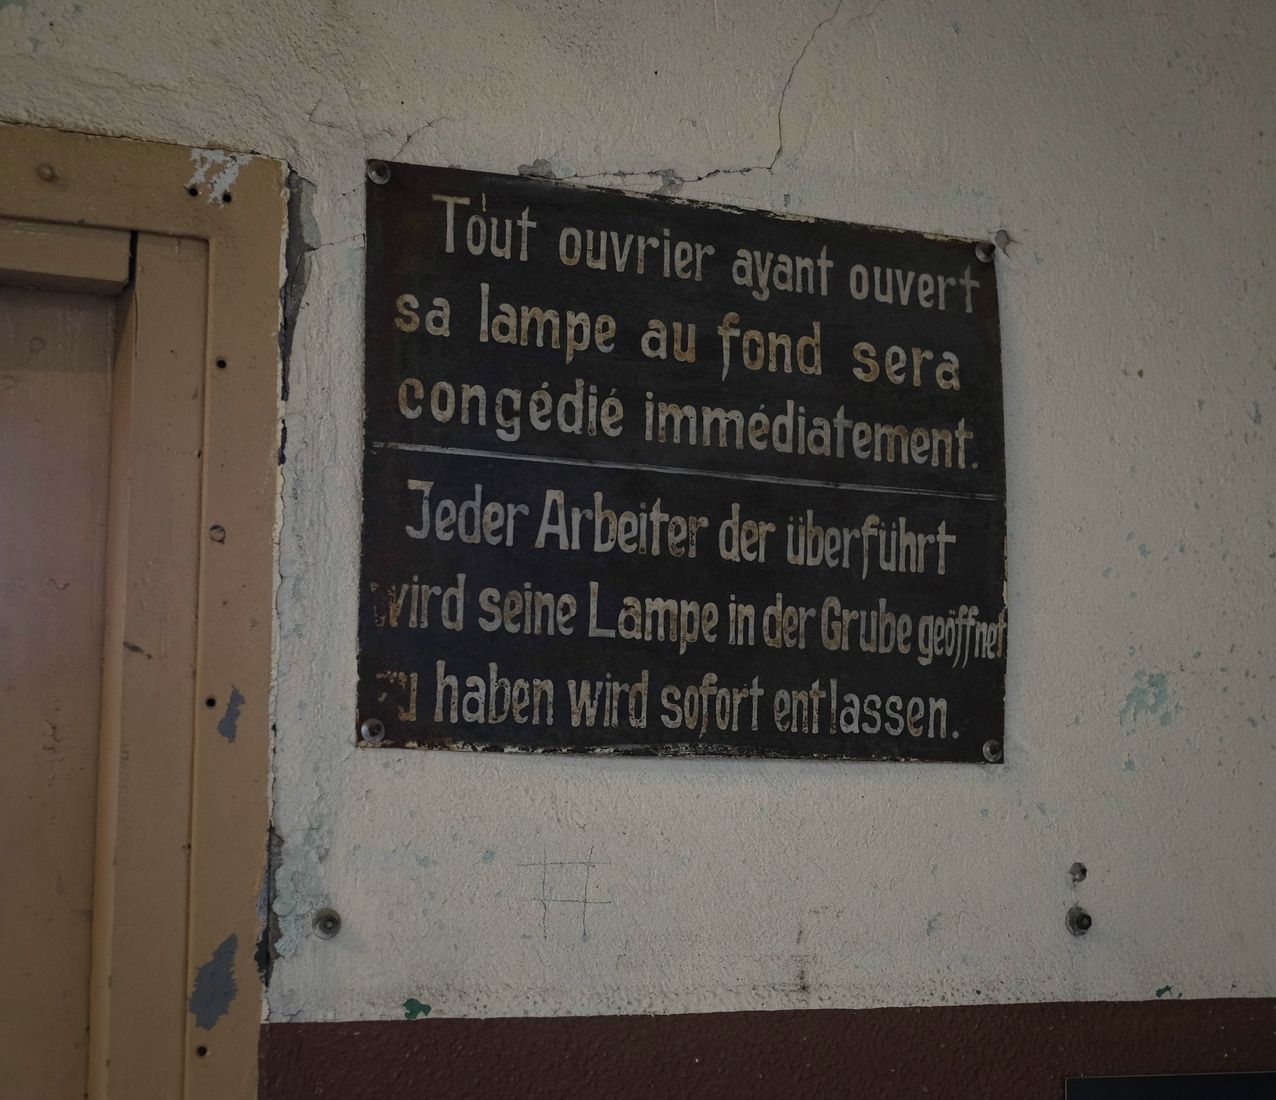 Tout ouvrier ayant ouvert
sa lampe au fond sera
congédié immédiatement.
Jeder Arbeiter der überführt
wird seine Lampe in der Grube geöffnet
zu haben wird sofort entlassen.